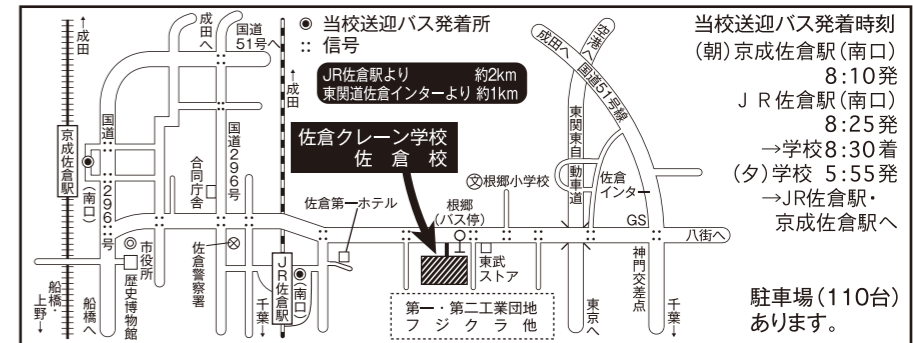 ↑成田
成田へ
国道51号へ
◉ 当校送迎バス発着所
:: 信号
↑成田
JR佐倉駅より 約2km
東関道佐倉インターより 約1km
佐倉クレーン学校
佐倉校
国道296号
国道296号
京成佐倉駅
(南口)
合同庁舎
佐倉第一ホテル
文根郷小学校
根郷
(バス停)
東関東自動車道
佐倉インター
成田へ
空港へ
国道51号線
GS
八街へ
市役所
歴史博物館
佐倉警察署
JR佐倉駅
(南口)
東武ストア
神門交差点
船橋・上野→
船橋へ
千葉→
第一・第二工業団地
フジクラ他
東京へ
千葉→
当校送迎バス発着時刻
(朝)京成佐倉駅(南口)
8:10発
JR佐倉駅(南口)
8:25発
→学校8:30着
(夕)学校 5:55発
→JR佐倉駅・
京成佐倉駅へ
駐車場(110台)
あります。